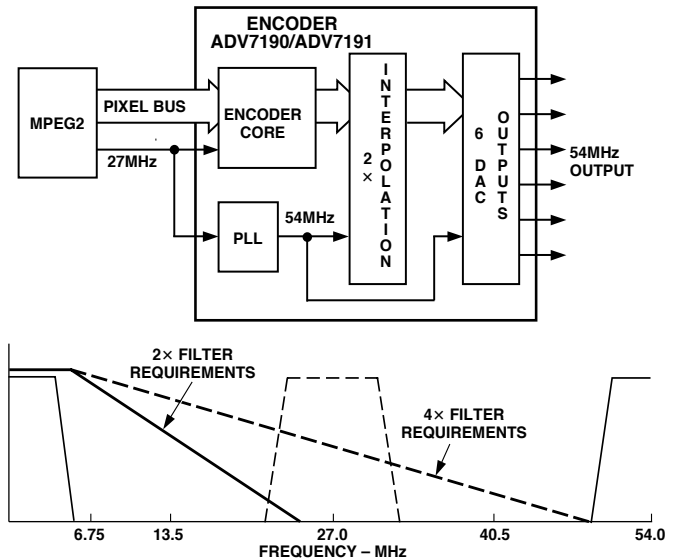 ENCODER
ADV7190/ADV7191
MPEG2
PIXEL BUS
27MHz
ENCODER
CORE
PLL
54MHz
2×
INTERPOLATION
6 DAC
OUTPUTS
54MHz
OUTPUT
2× FILTER
REQUIREMENTS
4× FILTER
REQUIREMENTS
6.75 13.5 27.0 40.5 54.0
FREQUENCY – MHz